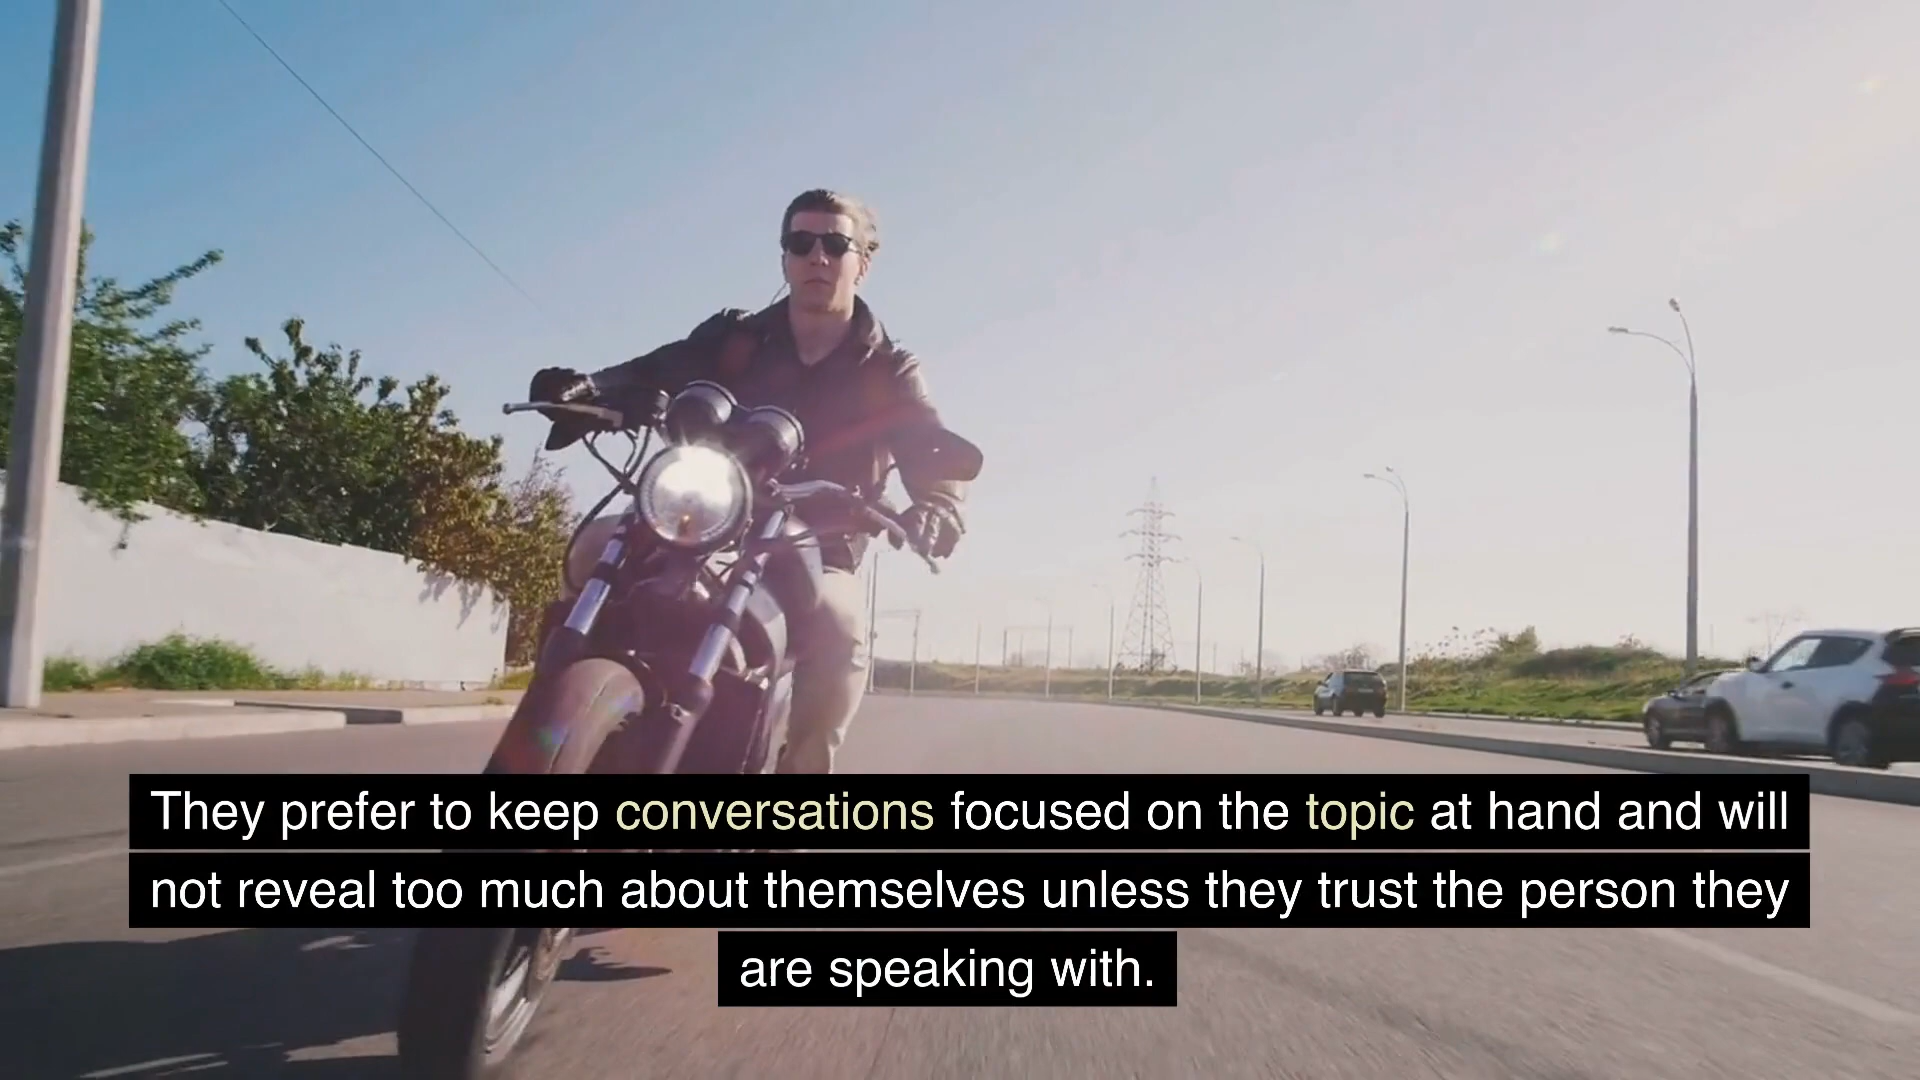 They prefer to keep conversations focused on the topic at hand and will
not reveal too much about themselves unless they trust the person they
are speaking with.